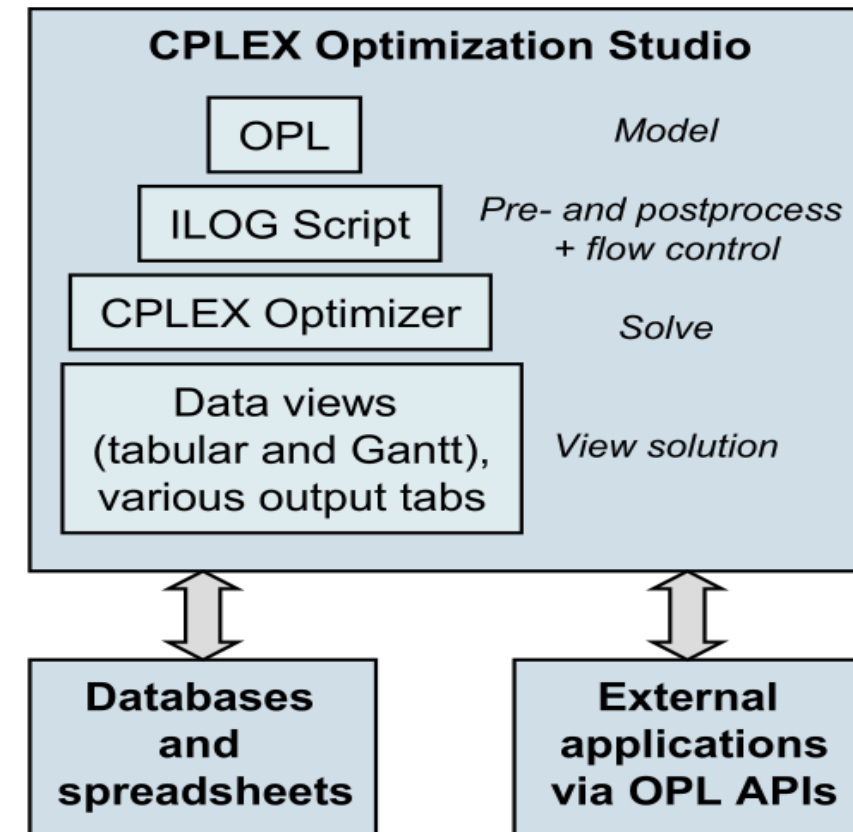 CPLEX Optimization Studio
OPL
Model
ILOG Script
Pre- and postprocess
+ flow control
CPLEX Optimizer
Solve
Data views
(tabular and Gantt),
various output tabs
View solution
Databases
and
spreadsheets
External
applications
via OPL APIs